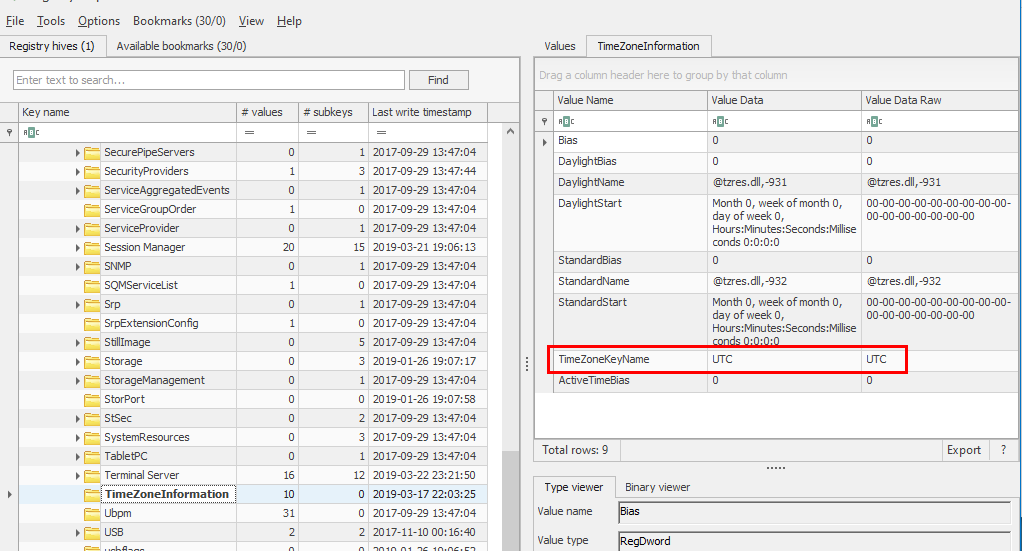 File Tools Options Bookmarks (30/0) View Help
Registry hives (1) Available bookmarks (30/0)
Enter text to search... Find
Key name # values # subkeys Last write timestamp
ABC = = =
SecurePipeServers 0 1 2017-09-29 13:47:04
SecurityProviders 1 3 2017-09-29 13:47:44
ServiceAggregatedEvents 0 1 2017-09-29 13:47:04
ServiceGroupOrder 1 0 2017-09-29 13:47:04
ServiceProvider 0 1 2017-09-29 13:47:04
Session Manager 20 15 2019-03-21 19:06:13
SNMP 0 1 2017-09-29 13:47:04
SQMServiceList 1 0 2017-09-29 13:47:04
Srp 0 1 2017-09-29 13:47:04
SrpExtensionConfig 1 0 2017-09-29 13:47:04
StillImage 0 5 2017-09-29 13:47:04
Storage 0 3 2019-01-26 19:07:17
StorageManagement 0 1 2017-09-29 13:47:04
StorPort 0 0 2019-01-26 19:07:58
StSec 0 2 2017-09-29 13:47:04
SystemResources 0 3 2017-09-29 13:47:04
TabletPC 0 1 2017-09-29 13:47:04
Terminal Server 16 12 2019-03-22 23:21:50
TimeZoneInformation 10 0 2019-03-17 22:03:25
Ubpm 31 0 2017-09-29 13:47:04
USB 2 2 2017-11-10 00:16:40
usbflags 0 4 2019-01-26 19:06:52
Values TimeZoneInformation
Drag a column header here to group by that column
Value Name Value Data Value Data Raw
ABC ABC ABC
Bias 0 0
DaylightBias 0 0
DaylightName @tzres.dll,-931 @tzres.dll,-931
DaylightStart Month 0, week of month 0, 00-00-00-00-00-00-00-00-00-
day of week 0, 00-00-00-00-00-00-00
Hours:Minutes:Seconds:Millise
conds 0:0:0:0
StandardBias 0 0
StandardName @tzres.dll,-932 @tzres.dll,-932
StandardStart Month 0, week of month 0, 00-00-00-00-00-00-00-00-00-
day of week 0, 00-00-00-00-00-00-00
Hours:Minutes:Seconds:Millise
conds 0:0:0:0
TimeZoneKeyName UTC UTC
ActiveTimeBias 0 0
Total rows: 9 Export ?
Type viewer Binary viewer
Value name Bias
Value type RegDword